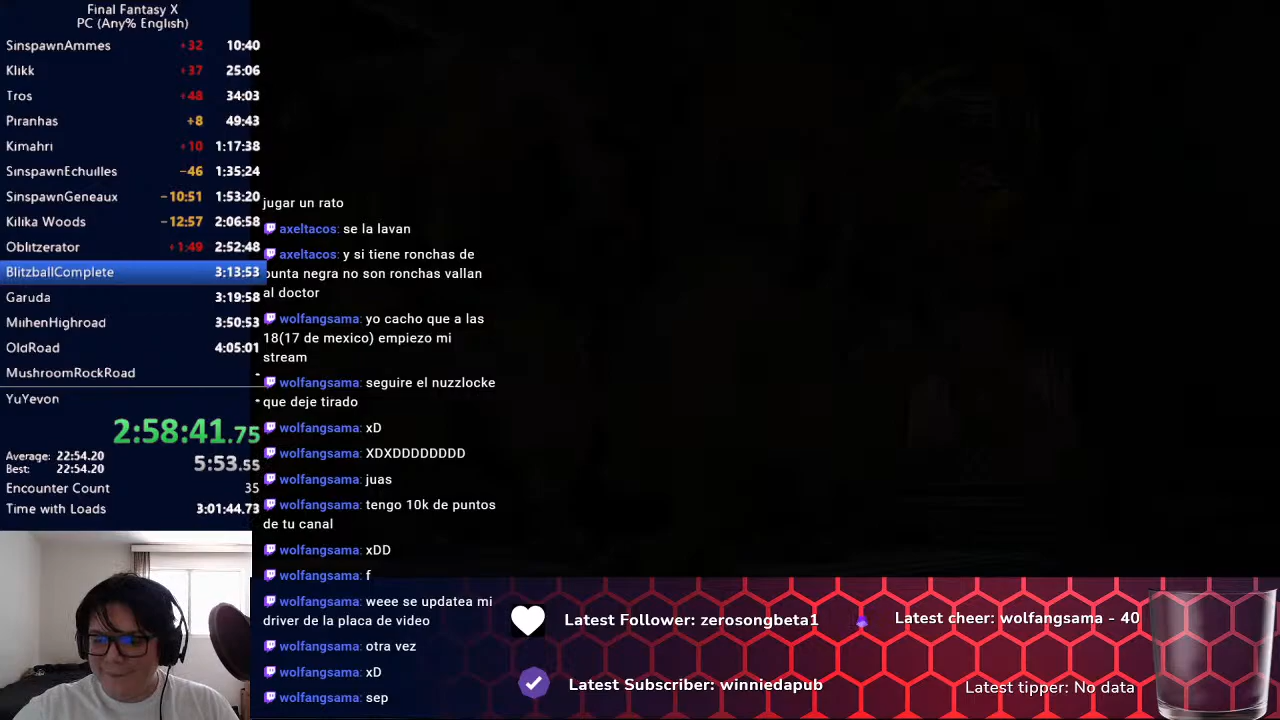 Final Fantasy X
PC (Any% English)
SinspawnAmmes +32 10:40
Klikk +37 25:06
Tros +48 34:03
Piranhas +8 49:43
Kimahri +10 1:17:38
SinspawnEchuilles −46 1:35:24
SinspawnGeneaux −10:51 1:53:20
Kilika Woods −12:57 2:06:58
Oblitzerator +1:49 2:52:48
BlitzballComplete 3:13:53
Garuda 3:19:58
MiihenHighroad 3:50:53
OldRoad 4:05:01
MushroomRockRoad -
YuYevon -
2:58:41.75
Average: 22:54.20
Best: 22:54.20
5:53.55
Encounter Count 35
Time with Loads 3:01:44.73
jugar un rato
axeltacos: se la lavan
axeltacos: y si tiene ronchas de
punta negra no son ronchas vallan
al doctor
wolfangsama: yo cacho que a las
18(17 de mexico) empiezo mi
stream
wolfangsama: seguire el nuzzlocke
que deje tirado
wolfangsama: xD
wolfangsama: XDXDDDDDDDD
wolfangsama: juas
wolfangsama: tengo 10k de puntos
de tu canal
wolfangsama: xDD
wolfangsama: f
wolfangsama: weee se updatea mi
driver de la placa de video
wolfangsama: otra vez
wolfangsama: xD
wolfangsama: sep
Latest Follower: zerosongbeta1
Latest cheer: wolfangsama - 40
Latest Subscriber: winniedapub
Latest tipper: No data